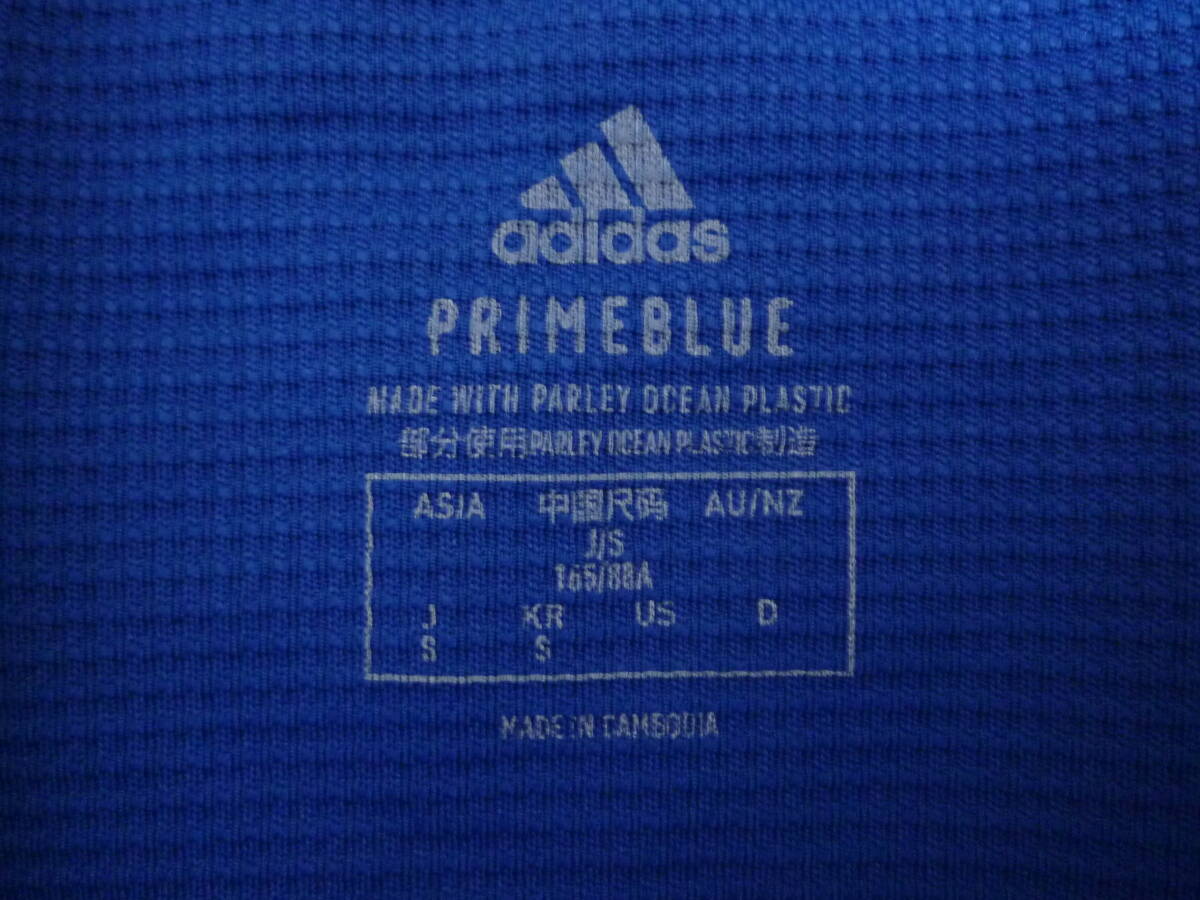 adidas
PRIMEBLUE
MADE WITH PARLEY OCEAN PLASTIC
部分使用PARLEY OCEAN PLASTIC制造
ASIA 中国尺码 AU/NZ
J/S
165/88A
J KR US D
S S
MADE IN CAMBODIA